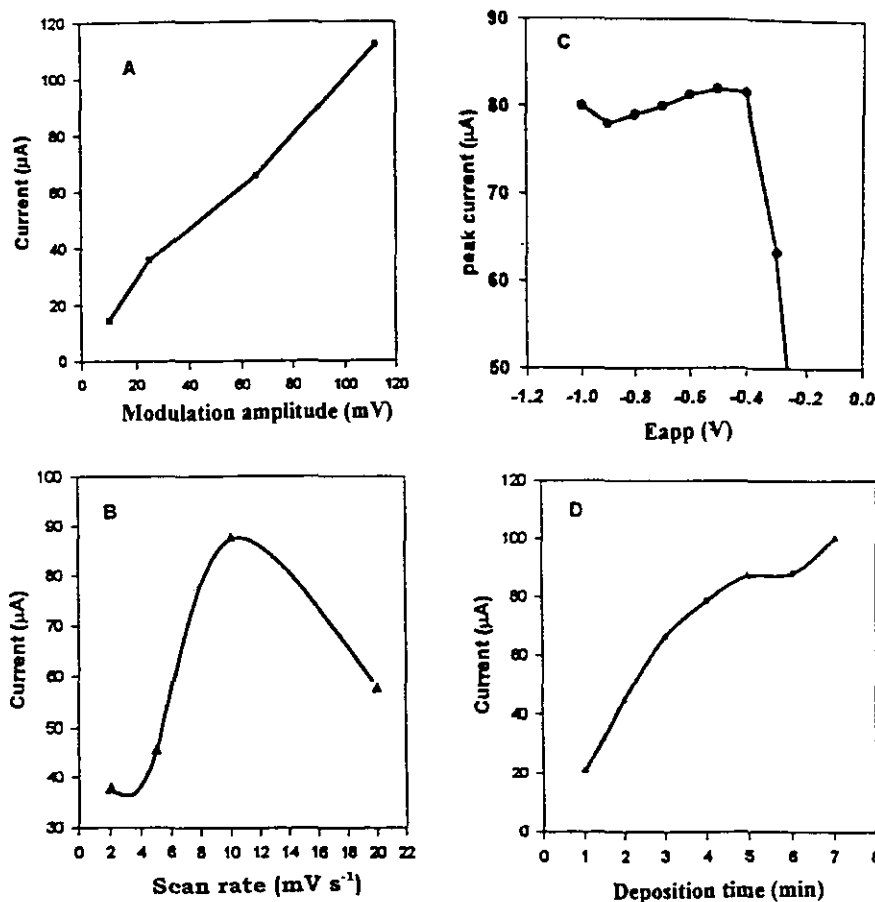 A
Current (µA)
120
100
80
60
40
20
0
0 20 40 60 80 100 120
Modulation amplitude (mV)
C
peak current (µA)
90
80
70
60
50
-1.2 -1.0 -0.8 -0.6 -0.4 -0.2 0.0
Eapp (V)
B
Current (µA)
100
90
80
70
60
50
40
30
0 2 4 6 8 10 12 14 16 18 20 22
Scan rate (mV s⁻¹)
D
Current (µA)
120
100
80
60
40
20
0
0 1 2 3 4 5 6 7 8
Deposition time (min)